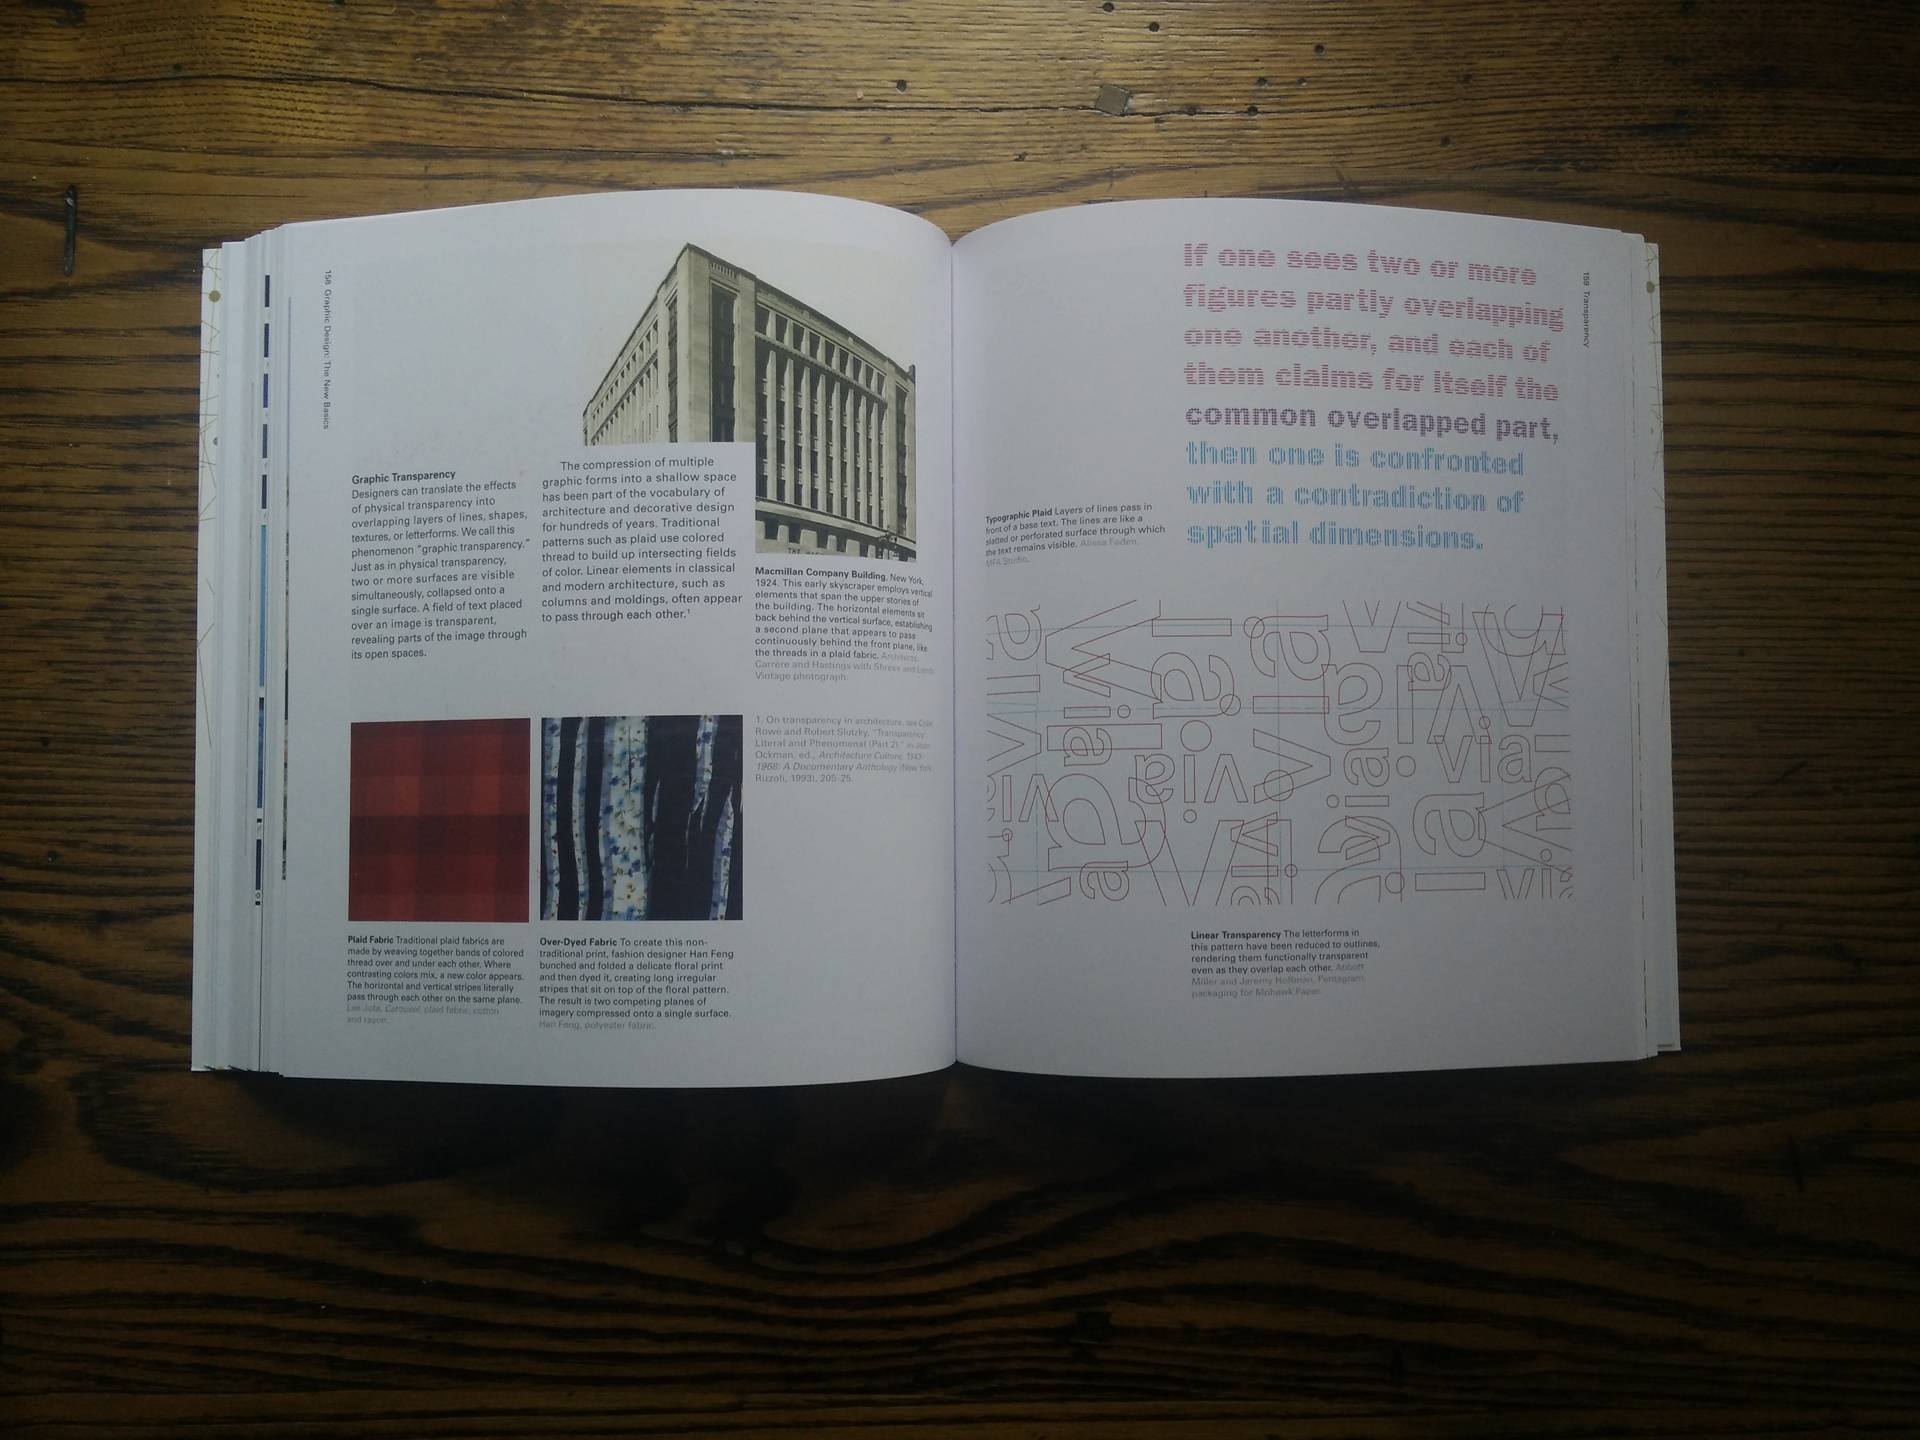 158 Graphic Design: The New Basics
Graphic Transparency
Designers can translate the effects
of physical transparency into
overlapping layers of lines, shapes,
textures, or letterforms. We call this
phenomenon “graphic transparency.”
Just as in physical transparency,
two or more surfaces are visible
simultaneously, collapsed onto a
single surface. A field of text placed
over an image is transparent,
revealing parts of the image through
its open spaces.
The compression of multiple
graphic forms into a shallow space
has been part of the vocabulary of
architecture and decorative design
for hundreds of years. Traditional
patterns such as plaid use colored
thread to build up intersecting fields
of color. Linear elements in classical
and modern architecture, such as
columns and moldings, often appear
to pass through each other.¹
THE
Macmillan Company Building, New York,
1924. This early skyscraper employs vertical
elements that span the upper stories of
the building. The horizontal elements sit
back behind the vertical surface, establishing
a second plane that appears to pass
continuously behind the front plane, like
the threads in a plaid fabric. Architects,
Carrère and Hastings with Shreve and Lamb.
Vintage photograph.
1. On transparency in architecture, see Colin
Rowe and Robert Slutzky, “Transparency:
Literal and Phenomenal (Part 2),” in Joan
Ockman, ed., Architecture Culture, 1943–
1968: A Documentary Anthology (New York:
Rizzoli, 1993), 205–25.
Plaid Fabric Traditional plaid fabrics are
made by weaving together bands of colored
thread over and under each other. Where
contrasting colors mix, a new color appears.
The horizontal and vertical stripes literally
pass through each other on the same plane.
Lee Jofa, Carousel, plaid fabric, cotton
and rayon.
Over-Dyed Fabric To create this non-
traditional print, fashion designer Han Feng
bunched and folded a delicate floral print
and then dyed it, creating long irregular
stripes that sit on top of the floral pattern.
The result is two competing planes of
imagery compressed onto a single surface.
Han Feng, polyester fabric.
159 Transparency
If one sees two or more
figures partly overlapping
one another, and each of
them claims for itself the
common overlapped part,
then one is confronted
with a contradiction of
spatial dimensions.
Typographic Plaid Layers of lines pass in
front of a base text. The lines are like a
slatted or perforated surface through which
the text remains visible. Alissa Faden,
MFA Studio.
via
via
via
via
via
via
via
Linear Transparency The letterforms in
this pattern have been reduced to outlines,
rendering them functionally transparent
even as they overlap each other. Abbott
Miller and Jeremy Hoffman, Pentagram,
packaging for Mohawk Paper.